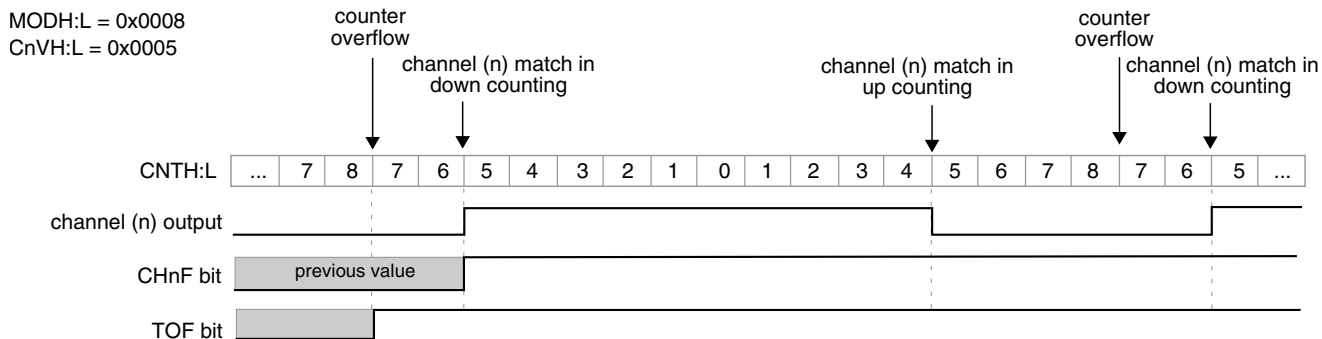 MODH:L = 0x0008
CnVH:L = 0x0005
counter
overflow
channel (n) match in
down counting
channel (n) match in
up counting
counter
overflow
channel (n) match in
down counting
CNTH:L ... 7 8 7 6 5 4 3 2 1 0 1 2 3 4 5 6 7 8 7 6 5 ...
channel (n) output
CHnF bit previous value
TOF bit